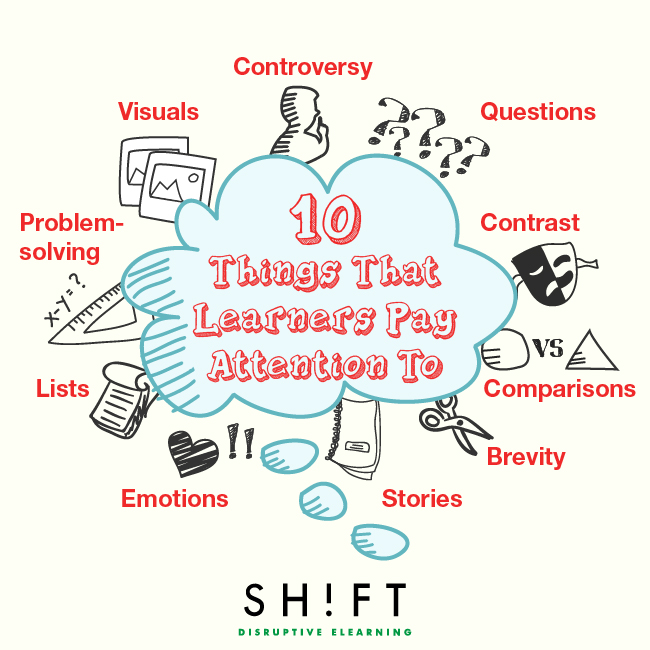 Controversy
Visuals
Questions
10
Things That
Learners Pay
Attention To
Problem-
solving
Contrast
x-y=?
VS
Lists
Comparisons
Brevity
Emotions
Stories
SH!FT
DISRUPTIVE ELEARNING